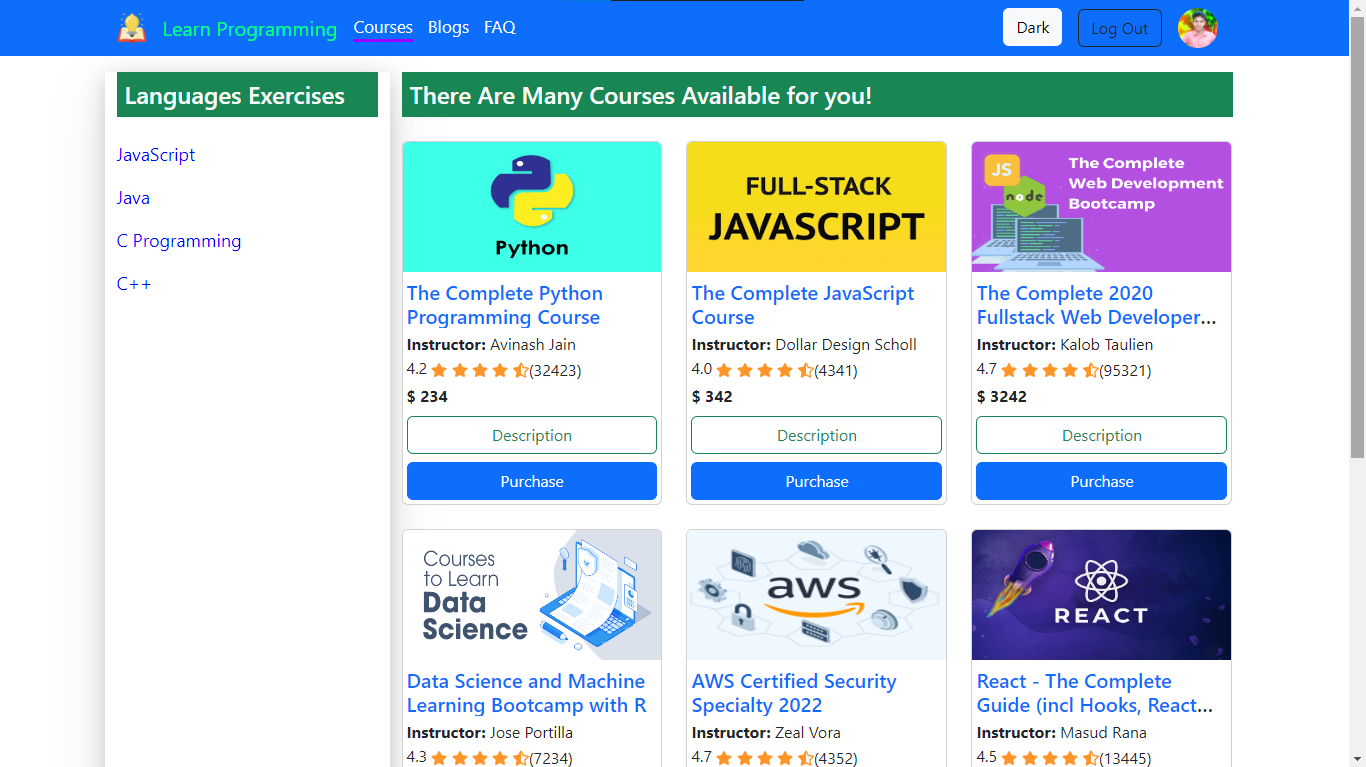 Learn Programming
Courses
Blogs
FAQ
Dark
Log Out
Languages Exercises
JavaScript
Java
C Programming
C++
There Are Many Courses Available for you!
Python
The Complete Python
Programming Course
Instructor: Avinash Jain
4.2 (32423)
$ 234
Description
Purchase
FULL-STACK
JAVASCRIPT
The Complete JavaScript
Course
Instructor: Dollar Design Scholl
4.0 (4341)
$ 342
Description
Purchase
JS
node
The Complete
Web Development
Bootcamp
The Complete 2020
Fullstack Web Developer...
Instructor: Kalob Taulien
4.7 (95321)
$ 3242
Description
Purchase
Courses
to Learn
Data
Science
Data Science and Machine
Learning Bootcamp with R
Instructor: Jose Portilla
4.3 (7234)
aws
AWS Certified Security
Specialty 2022
Instructor: Zeal Vora
4.7 (4352)
REACT
React - The Complete
Guide (incl Hooks, React...
Instructor: Masud Rana
4.5 (13445)